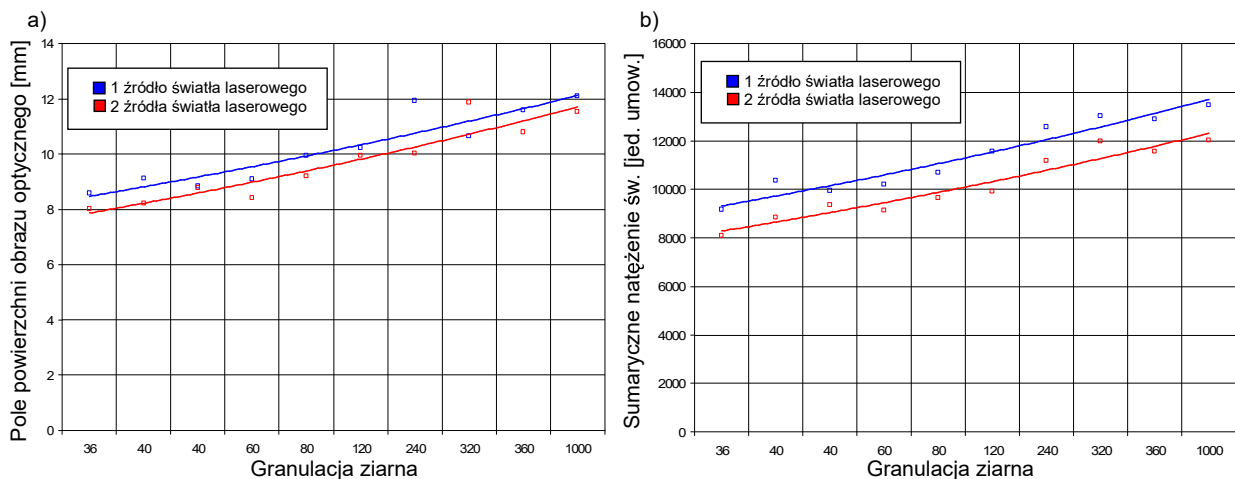 a)
Pole powierzchni obrazu optycznego [mm]
14
12
10
8
6
4
2
0
1 źródło światła laserowego
2 źródła światła laserowego
36 40 40 60 80 120 240 320 360 1000
Granulacja ziarna
b)
Sumaryczne natężenie św. [jed. umow.]
16000
14000
12000
10000
8000
6000
4000
2000
0
1 źródło światła laserowego
2 źródła światła laserowego
36 40 40 60 80 120 240 320 360 1000
Granulacja ziarna